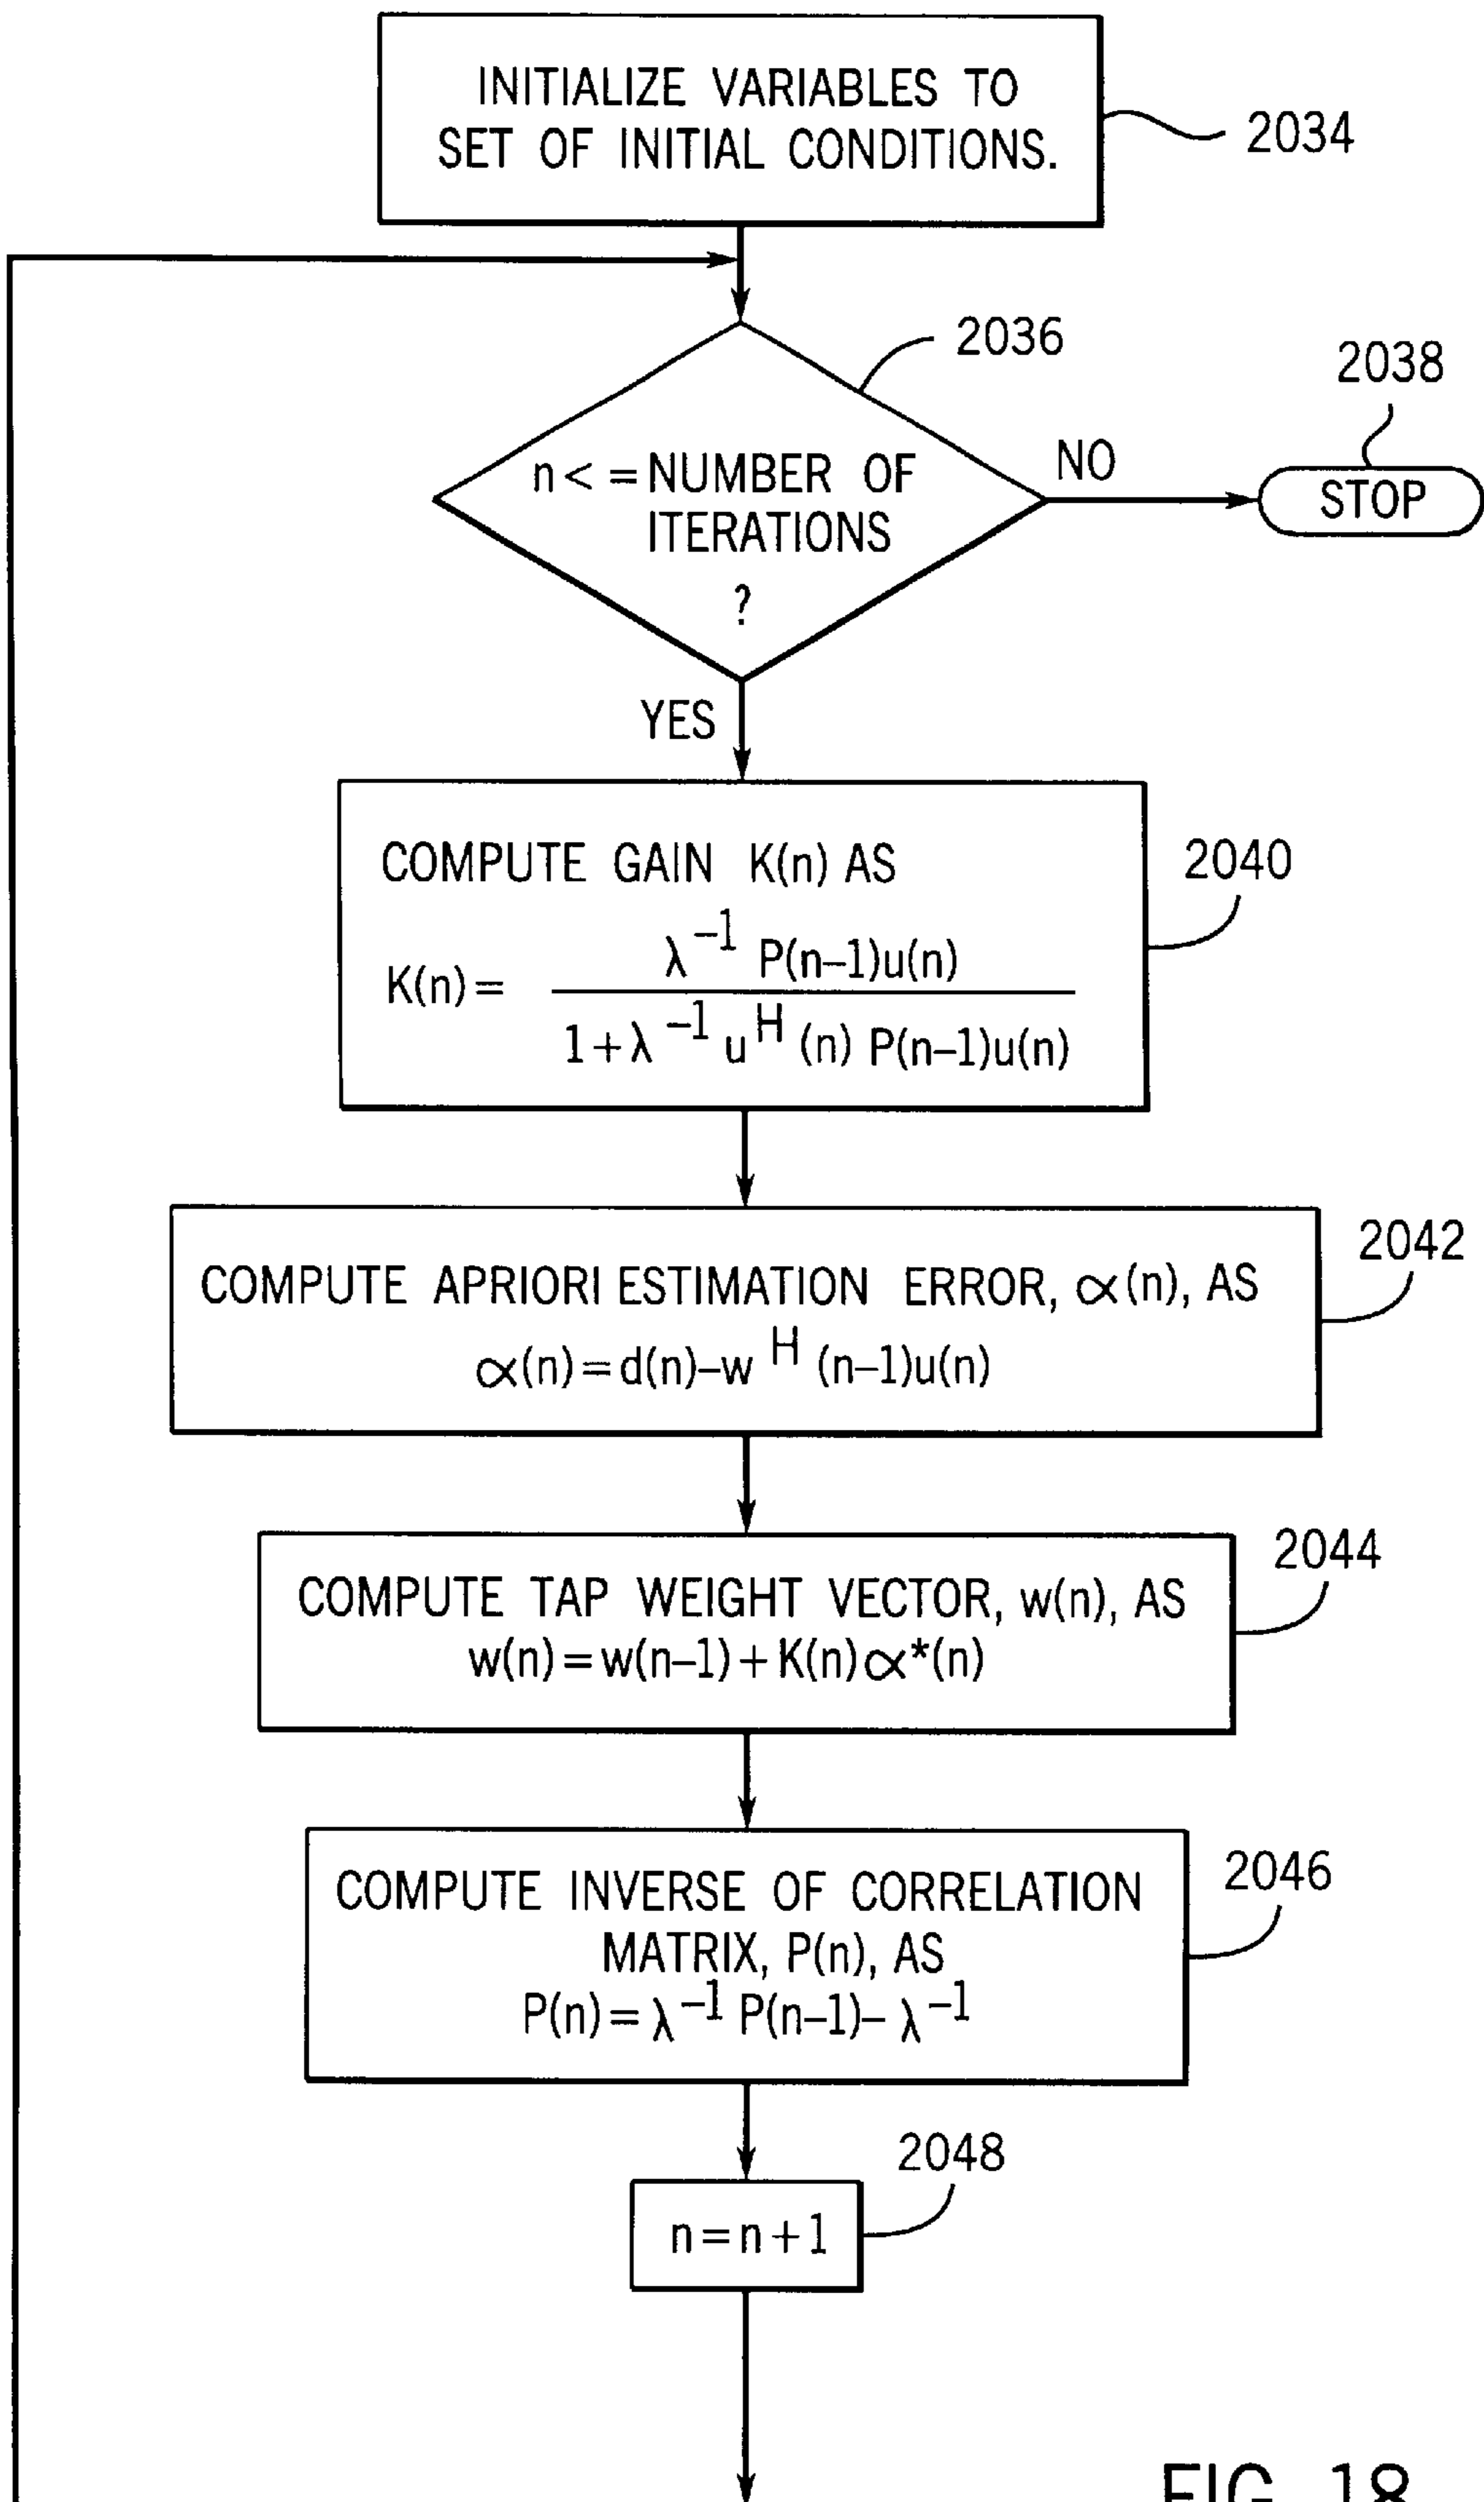 INITIALIZE VARIABLES TO
SET OF INITIAL CONDITIONS.
2034
2036
2038
n<=NUMBER OF
ITERATIONS
?
NO
STOP
YES
COMPUTE GAIN K(n) AS
K(n)= λ^-1 P(n-1)u(n)
1+λ^-1 u^H (n) P(n-1)u(n)
2040
COMPUTE APRIORI ESTIMATION ERROR, α(n), AS
α(n)=d(n)-w^H (n-1)u(n)
2042
COMPUTE TAP WEIGHT VECTOR, w(n), AS
w(n)=w(n-1)+K(n)α*(n)
2044
COMPUTE INVERSE OF CORRELATION
MATRIX, P(n), AS
P(n)=λ^-1 P(n-1)-λ^-1
2046
2048
n=n+1
FIG. 18